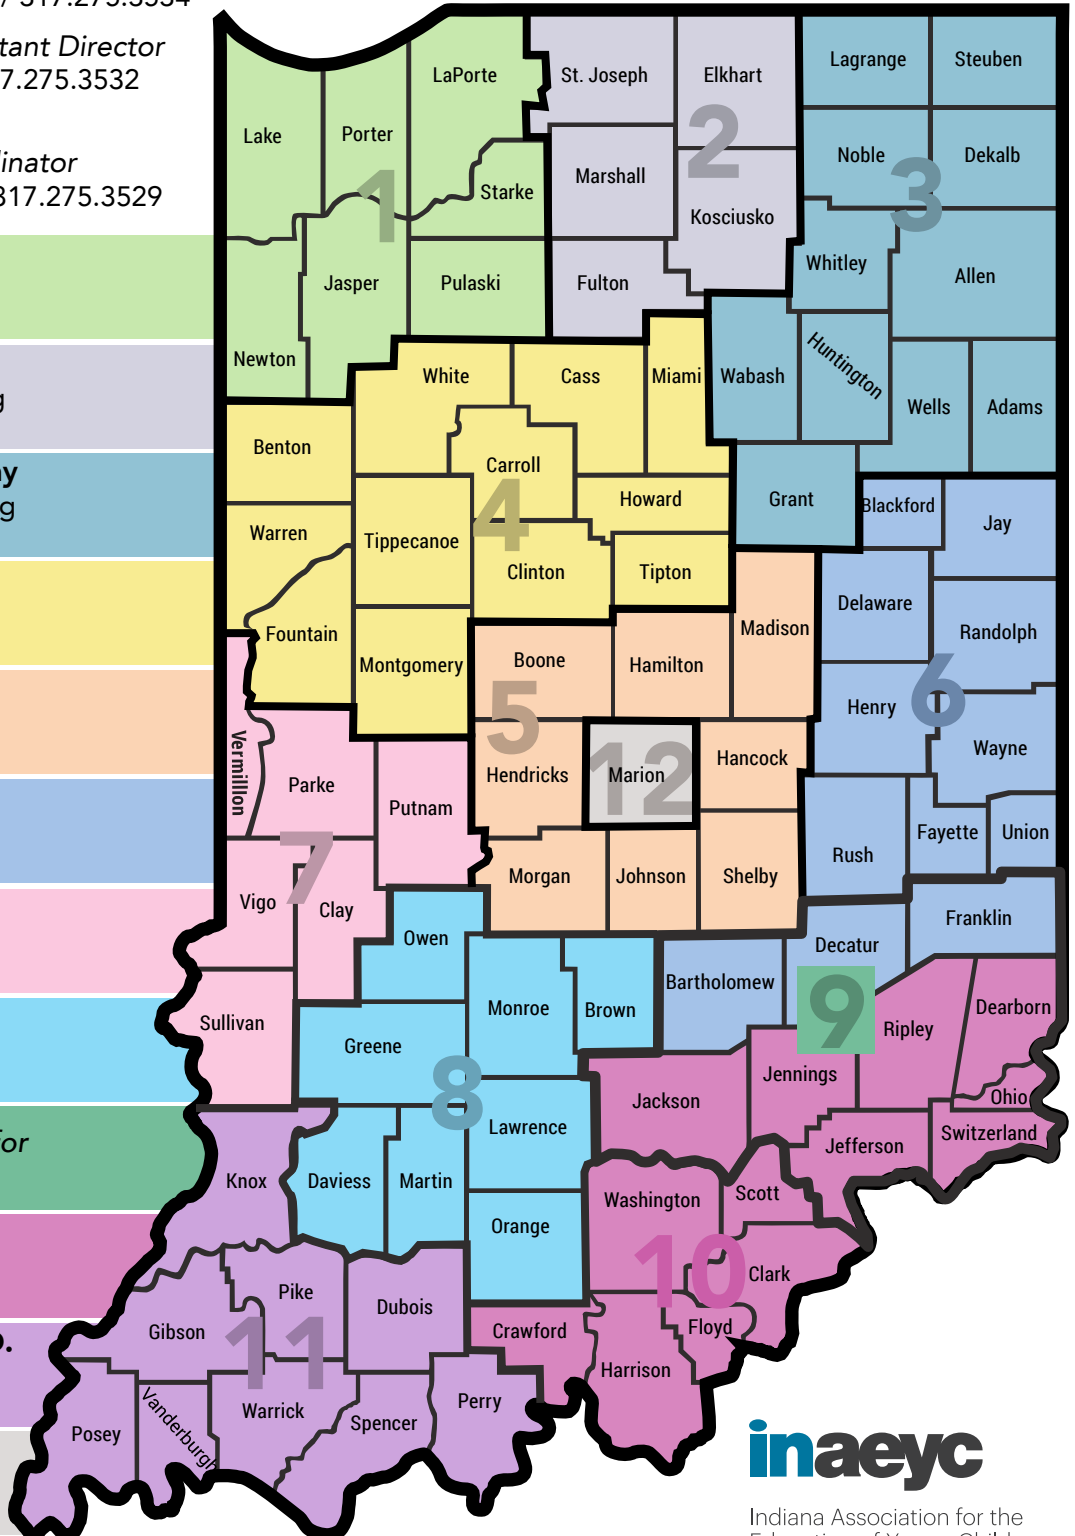 317.275.3534
tant Director
7.275.3532
linator
317.275.3529
g
ay
g
for
o.
Lake
Porter
LaPorte
Starke
1
Jasper
Pulaski
Newton
St. Joseph
Elkhart
2
Marshall
Kosciusko
Fulton
Lagrange
Steuben
Noble
Dekalb
3
Whitley
Allen
Wabash
Huntington
Wells
Adams
Grant
White
Cass
Miami
Benton
Carroll
4
Howard
Warren
Tippecanoe
Clinton
Tipton
Fountain
Montgomery
Boone
Hamilton
Madison
5
Hendricks
12
Marion
Hancock
Morgan
Johnson
Shelby
Blackford
Jay
Delaware
Randolph
Henry
6
Wayne
Rush
Fayette
Union
Franklin
Decatur
Bartholomew
Vermillion
Parke
Putnam
7
Vigo
Clay
Sullivan
Owen
Monroe
Brown
Greene
8
Lawrence
Daviess
Martin
Orange
9
Ripley
Dearborn
Jennings
Jackson
Ohio
Jefferson
Switzerland
Washington
Scott
10
Clark
Crawford
Floyd
Harrison
Knox
Pike
Dubois
Gibson
11
Posey
Vanderburgh
Warrick
Spencer
Perry
inaeyc
Indiana Association for the